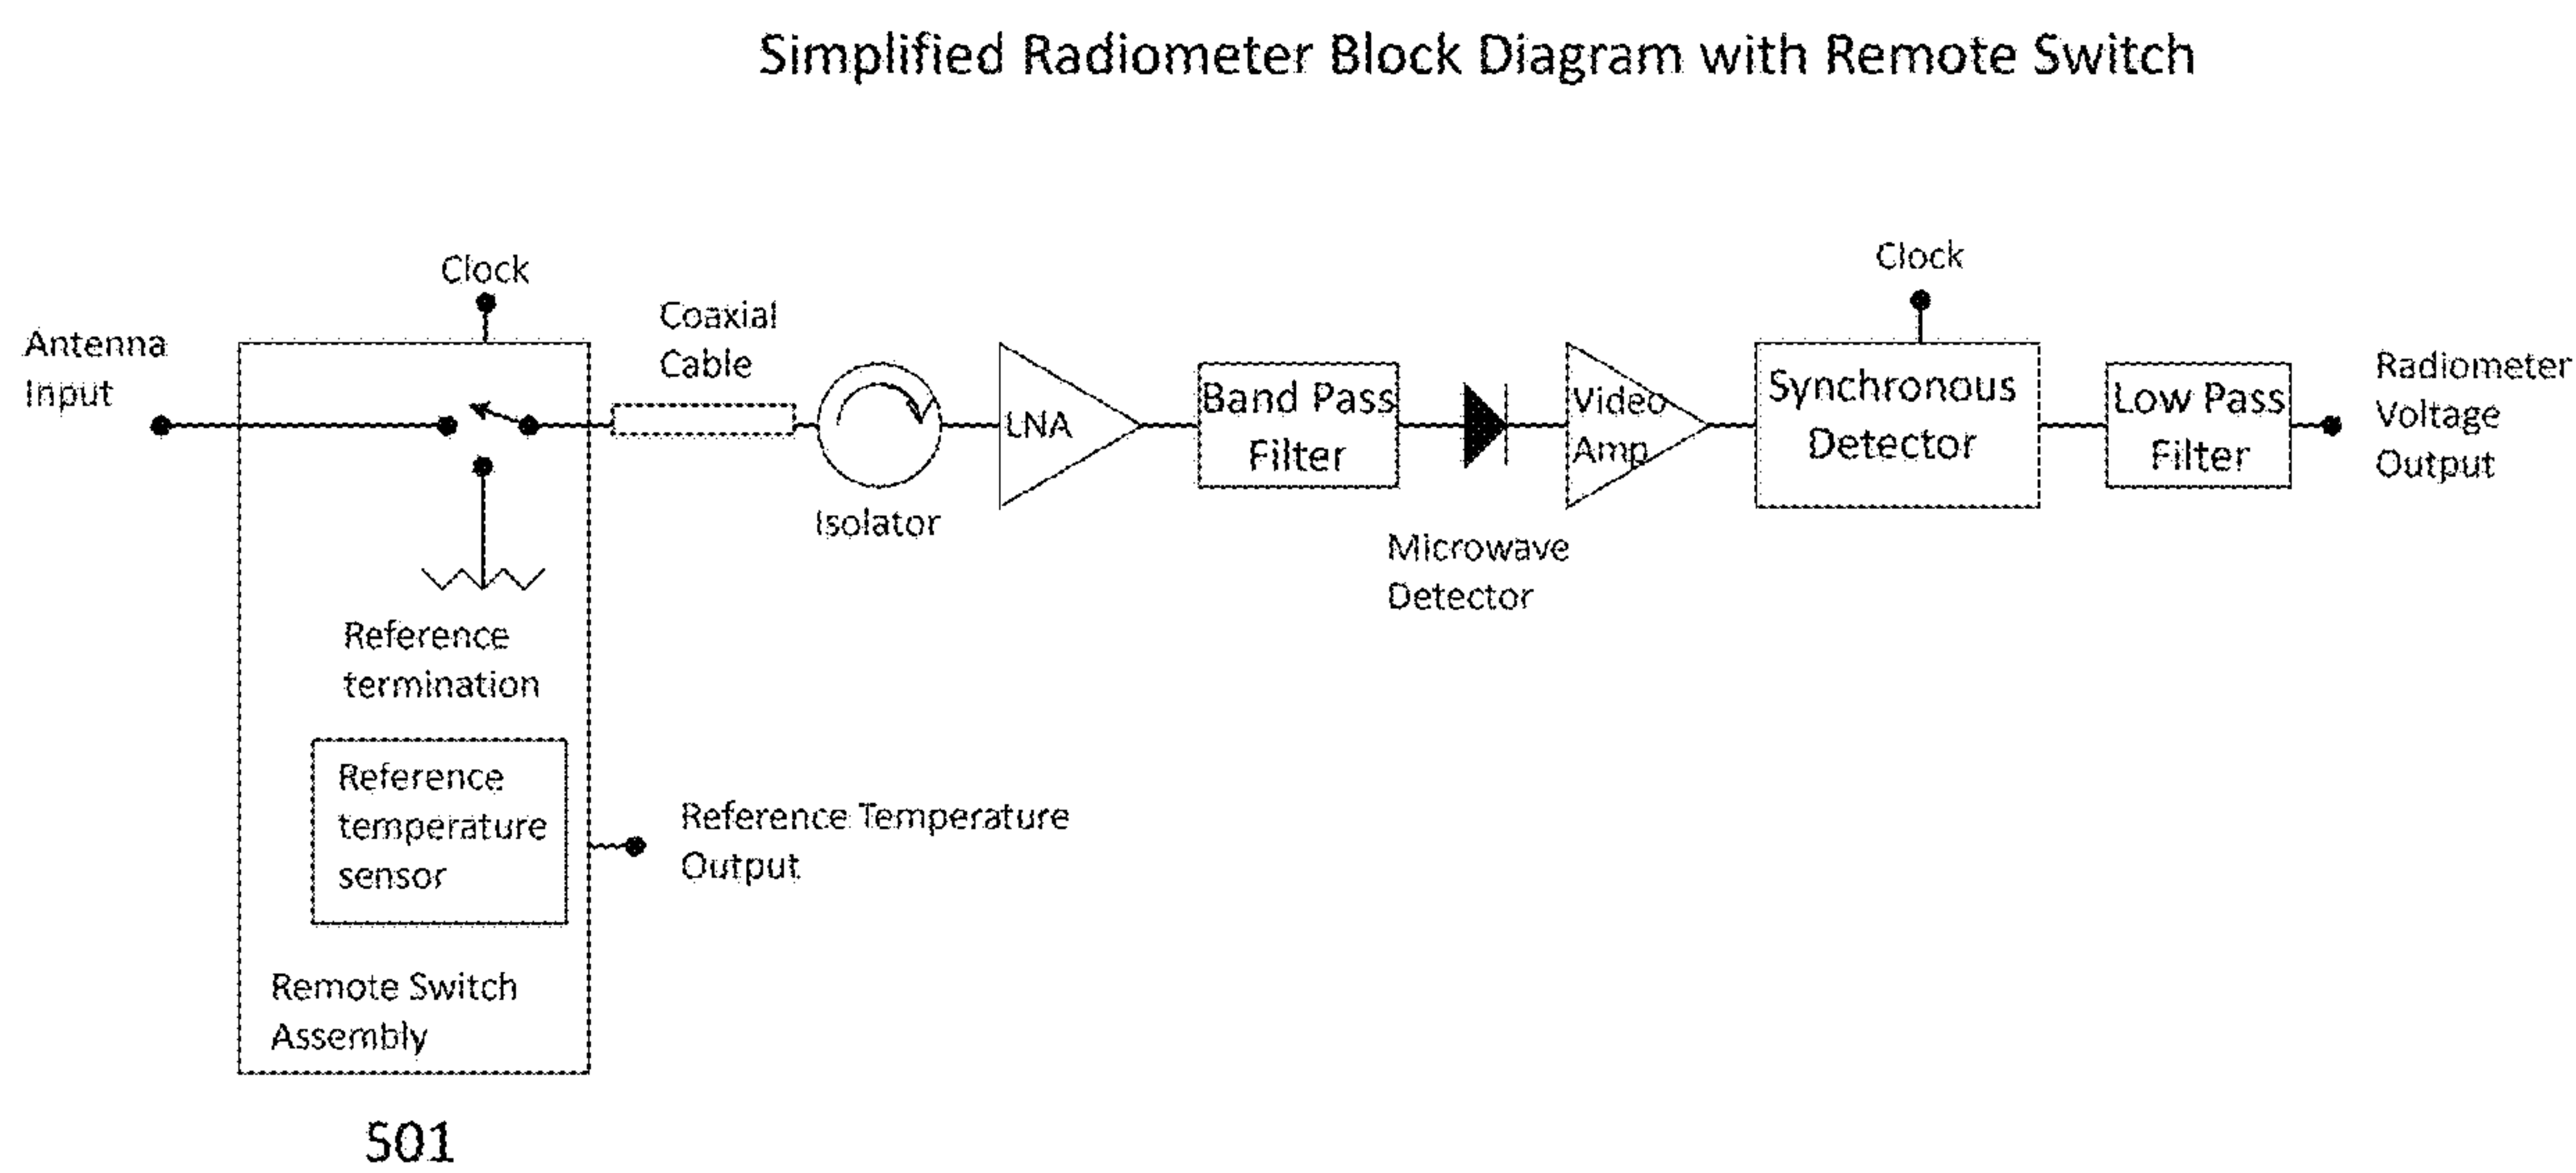 Simplified Radiometer Block Diagram with Remote Switch
Clock
Clock
Antenna
Input
Coaxial
Cable
Isolator
LNA
Band Pass
Filter
Microwave
Detector
Video
Amp
Synchronous
Detector
Low Pass
Filter
Radiometer
Voltage
Output
Reference
termination
Reference
temperature
sensor
Reference Temperature
Output
Remote Switch
Assembly
501